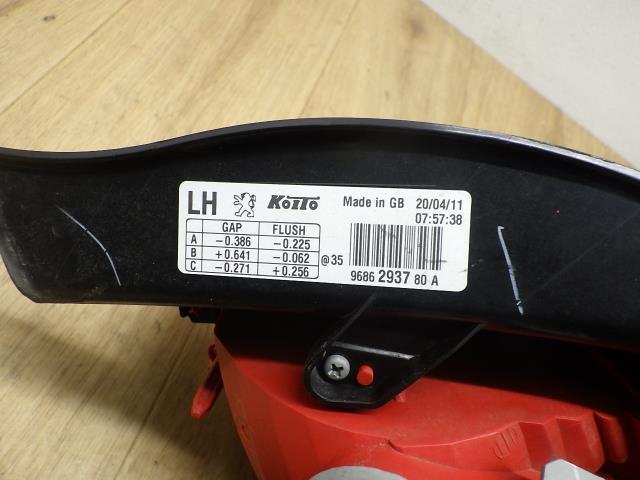 LH KOITO Made in GB 20/04/11
07:57:38
GAP FLUSH
A -0.386 -0.225
B +0.641 -0.062 @35
C -0.271 +0.256
9686 2937 80 A